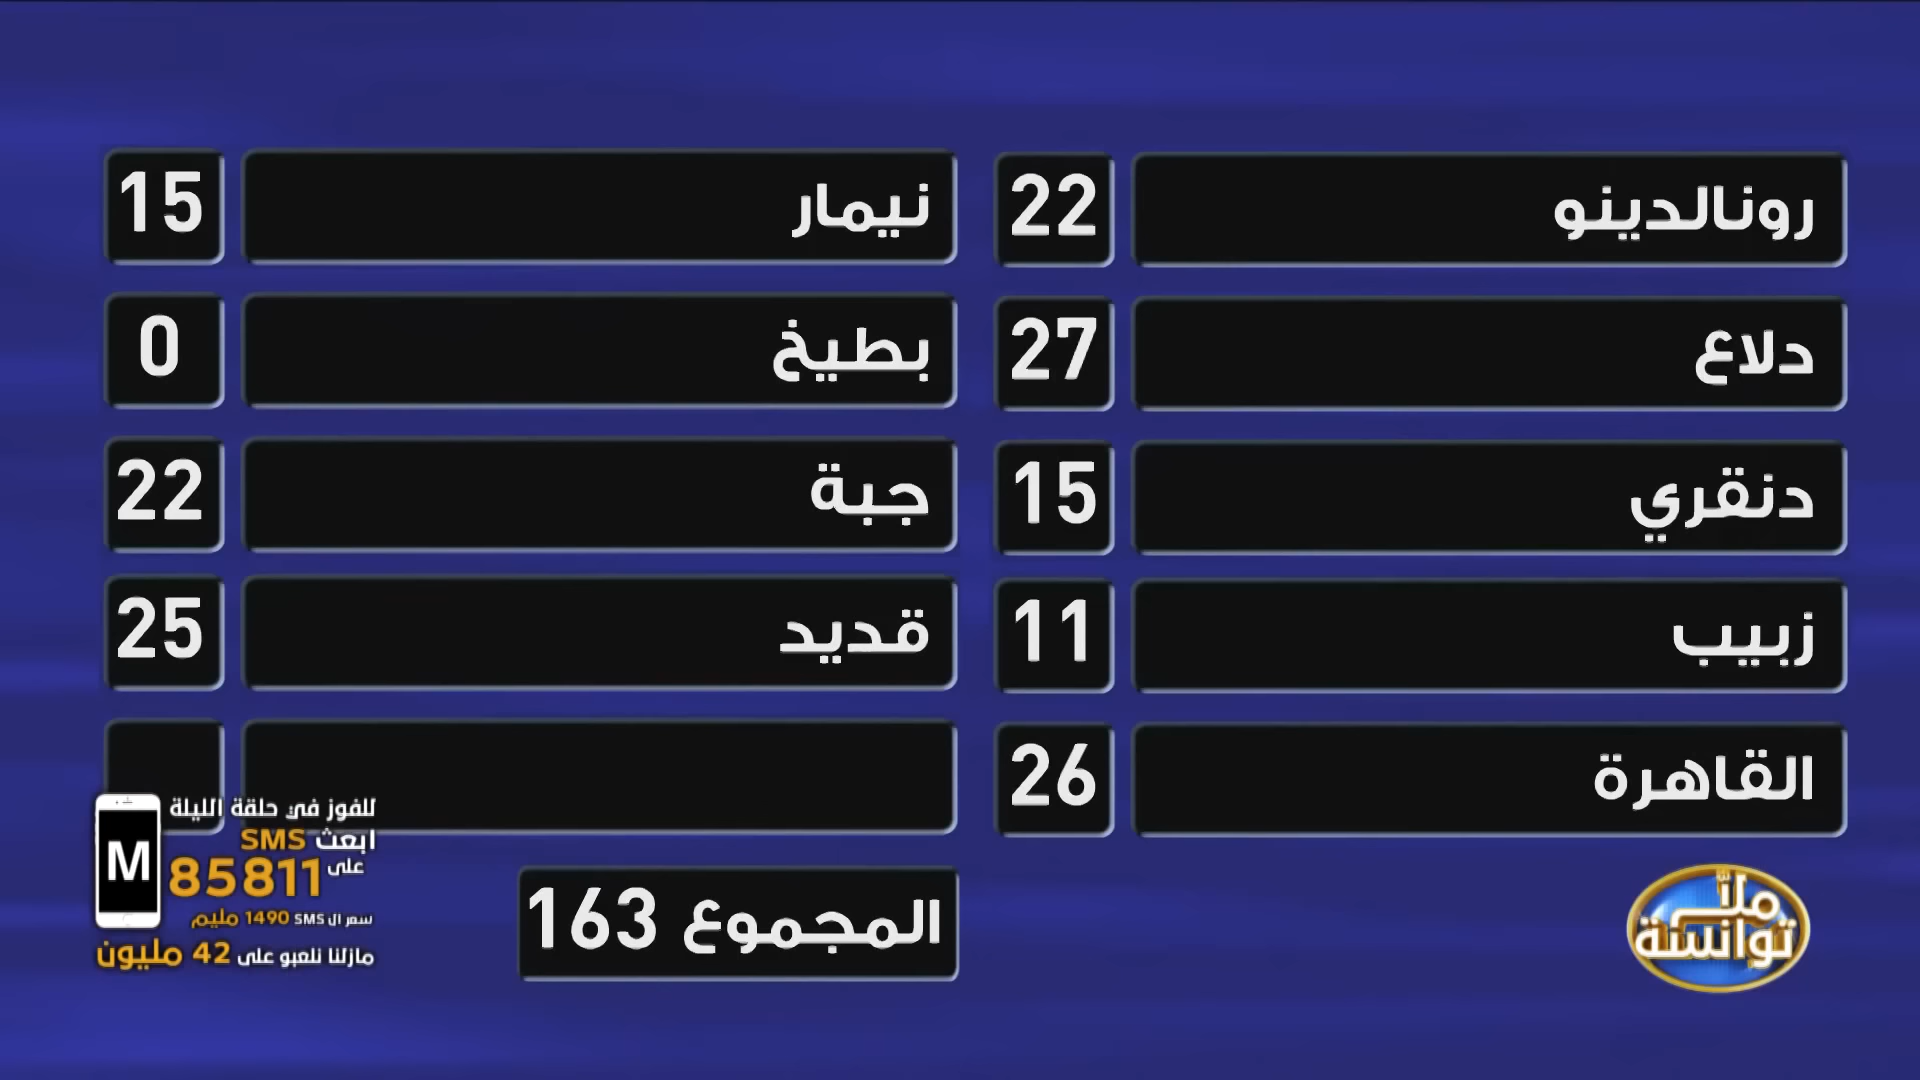 رونالدينو 22
دلاع 27
دنقري 15
زبيب 11
القاهرة 26
نيمار 15
بطيخ 0
جبة 22
قديد 25
المجموع 163
للفوز في حلقة الليلة
ابعث SMS
على 85811
سعر ال SMS 1490 مليم
مازلنا نلعبو على 42 مليون
M
ملا
توانسة